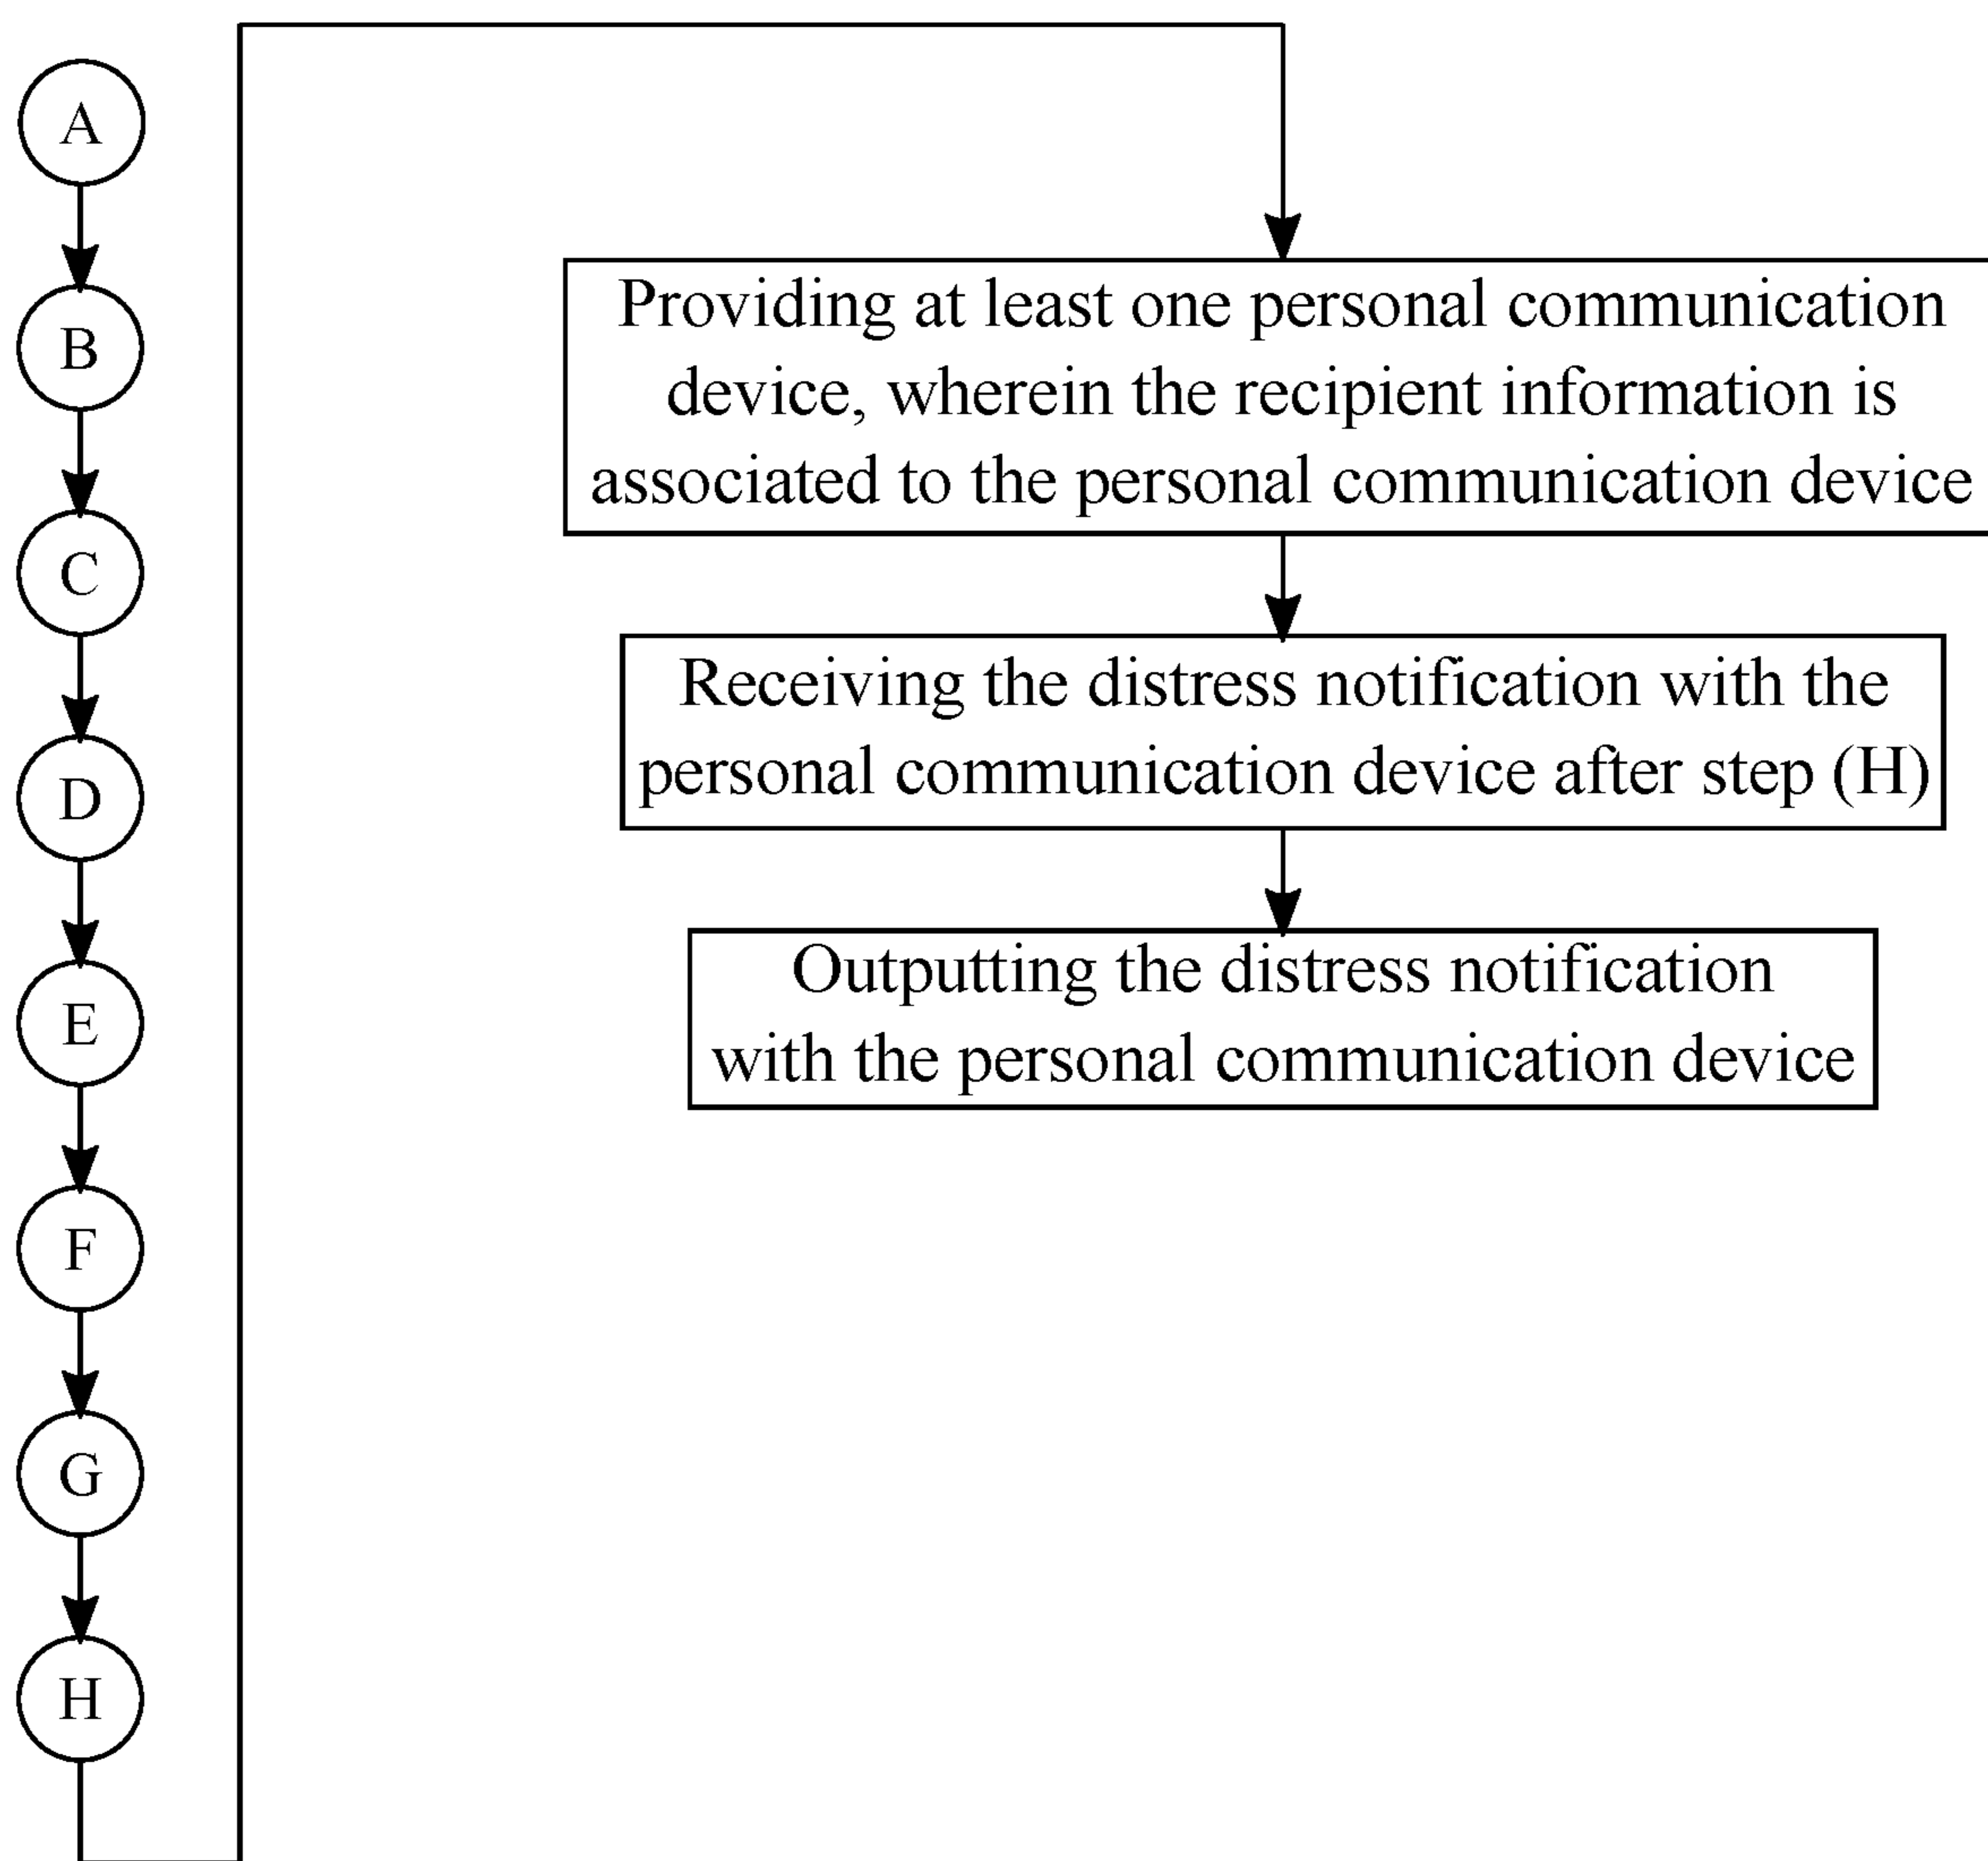 A
B
C
D
E
F
G
H
Providing at least one personal communication
device, wherein the recipient information is
associated to the personal communication device
Receiving the distress notification with the
personal communication device after step (H)
Outputting the distress notification
with the personal communication device